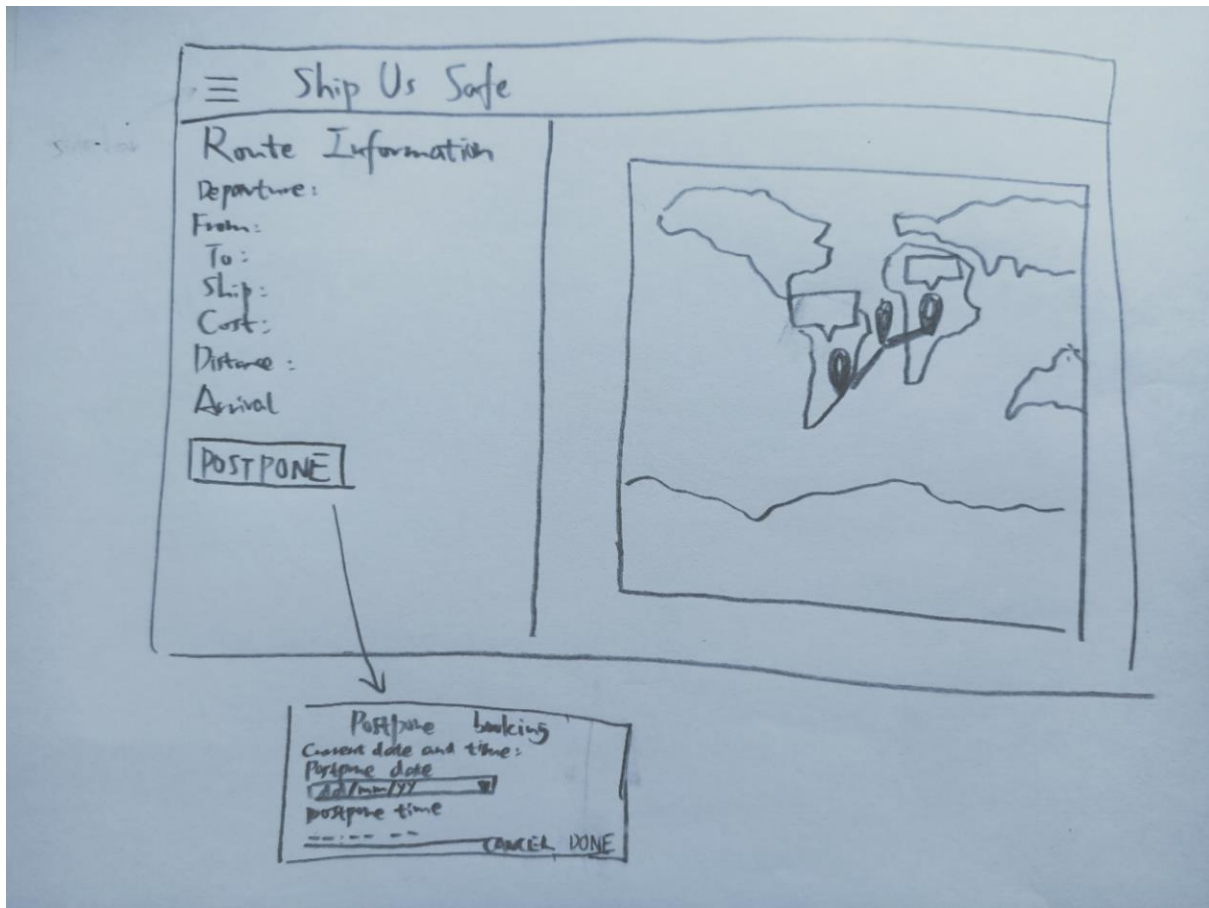 Ship Us Safe
Route Information
Departure:
From:
To:
Ship:
Cost:
Distance:
Arrival
POSTPONE
Postpone booking
Current date and time:
Postpone date
dd/mm/yy
postpone time
--:-- --
CANCEL DONE